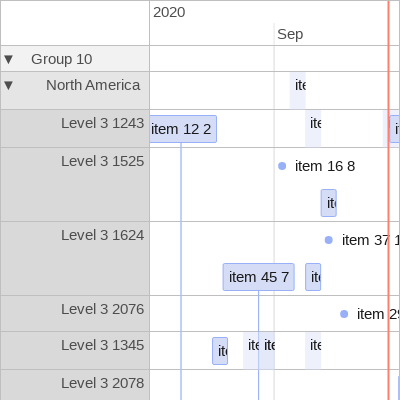 2020
Sep
▼ Group 10
▼ North America ite
Level 3 1243 item 12 2 ite
Level 3 1525 item 16 8
ite
Level 3 1624 item 37 1
item 45 7 ite
Level 3 2076 item 29
Level 3 1345 ite ite ite ite
Level 3 2078